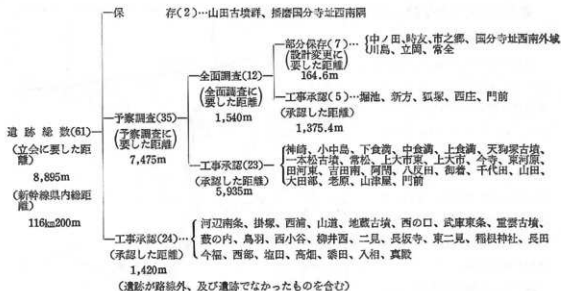 保　　　存(2)…山田古墳群、播磨国分寺址西南隅
部分保存(7)…中ノ田、時友、市之郷、国分寺址西南外域
川島、立岡、常全
(設計変更に
要した距離)
164.6m
全面調査(12)
(全面調査に
要した距離)
1,540m
工事承認(5)…堀池、新方、狐塚、西庄、門前
(承認した距離)
1,375.4m
予察調査(35)
(予察調査に
要した距離)
7,475m
遺跡総数(61)
(立会に要した距
離)
8,895m
(新幹線県内総距
離)
116km200m
工事承認(23)…神崎、小中島、下食満、中食満、上食満、天狗塚古墳、
一本松古墳、常松、上大市東、上大市、今寺、東河原、
田河東、吉田南、阿閇、八反田、御着、千代田、山田、
大田部、老原、山津屋、門前
(承認した距離)
5,935m
工事承認(24)…河辺南条、掛塚、西浦、山道、地蔵古墳、西の口、武庫東条、重雲古墳、
藪の内、鳥羽、西小谷、柳井西、二見、長坂寺、東二見、稲根神社、長田
今福、西部、塩田、高畑、黍田、入相、真殿
(承認した距離)
1,420m
(遺跡が路線外、及び遺跡でなかったものを含む)